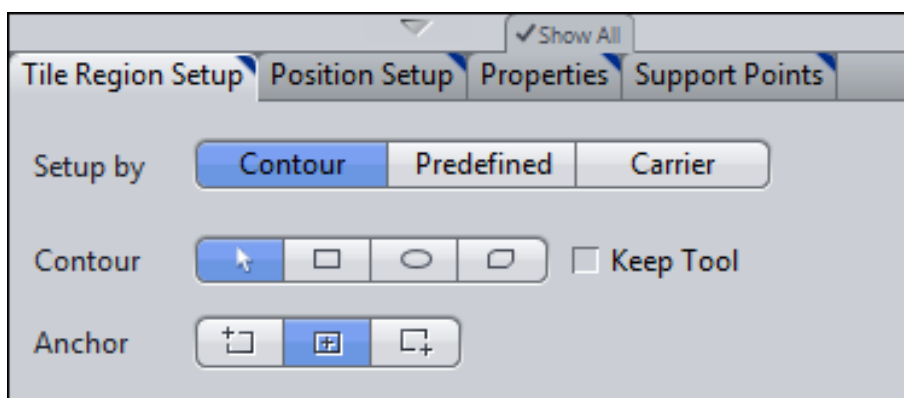 Show All
Tile Region Setup Position Setup Properties Support Points
Setup by Contour Predefined Carrier
Contour Keep Tool
Anchor